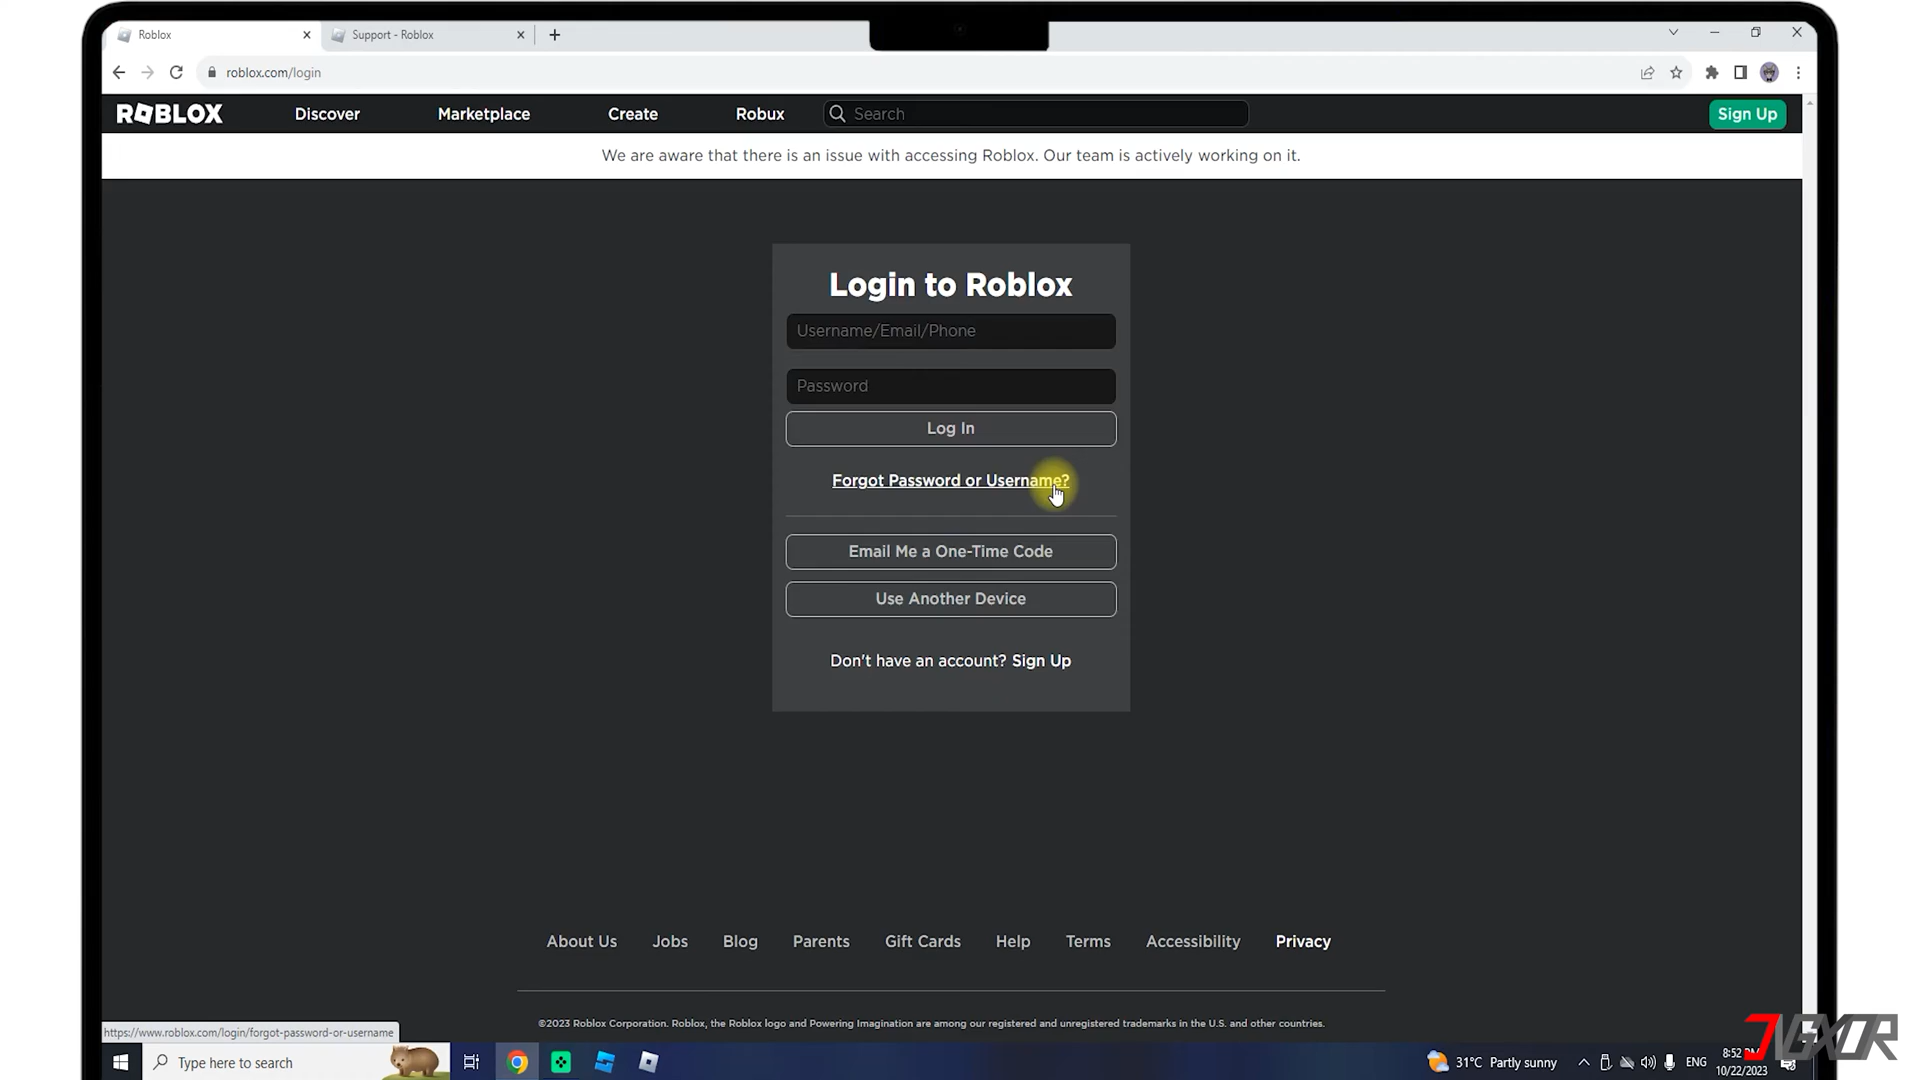 Roblox
Support - Roblox
roblox.com/login
ROBLOX Discover Marketplace Create Robux Search Sign Up
We are aware that there is an issue with accessing Roblox. Our team is actively working on it.
Login to Roblox
Username/Email/Phone
Password
Log In
Forgot Password or Username?
Email Me a One-Time Code
Use Another Device
Don't have an account? Sign Up
About Us Jobs Blog Parents Gift Cards Help Terms Accessibility Privacy
©2023 Roblox Corporation. Roblox, the Roblox logo and Powering Imagination are among our registered and unregistered trademarks in the U.S. and other countries.
https://www.roblox.com/login/forgot-password-or-username
Type here to search
31°C Partly sunny
ENG
8:52 PM
10/22/2023